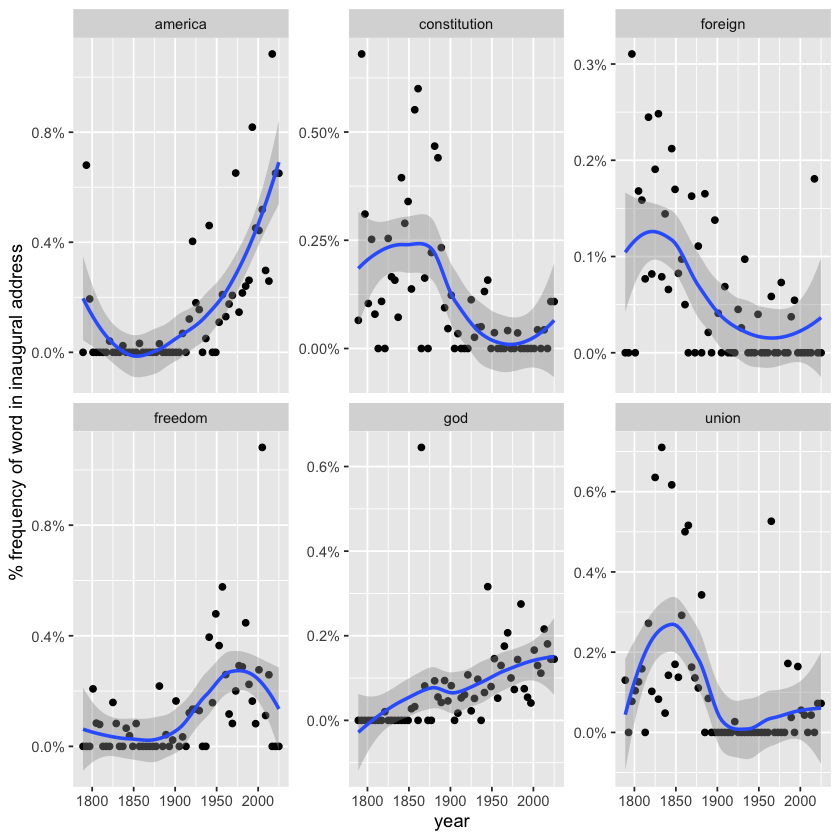 america
constitution
foreign
0.8%
0.4%
0.0%
0.50%
0.25%
0.00%
0.3%
0.2%
0.1%
0.0%
% frequency of word in inaugural address
freedom
god
union
0.8%
0.4%
0.0%
0.6%
0.4%
0.2%
0.0%
0.6%
0.4%
0.2%
0.0%
1800 1850 1900 1950 2000
1800 1850 1900 1950 2000
1800 1850 1900 1950 2000
year